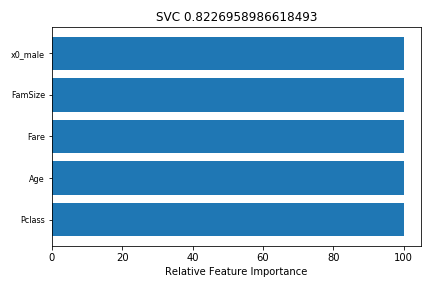 SVC 0.8226958986618493
x0_male
FamSize
Fare
Age
Pclass
0 20 40 60 80 100
Relative Feature Importance